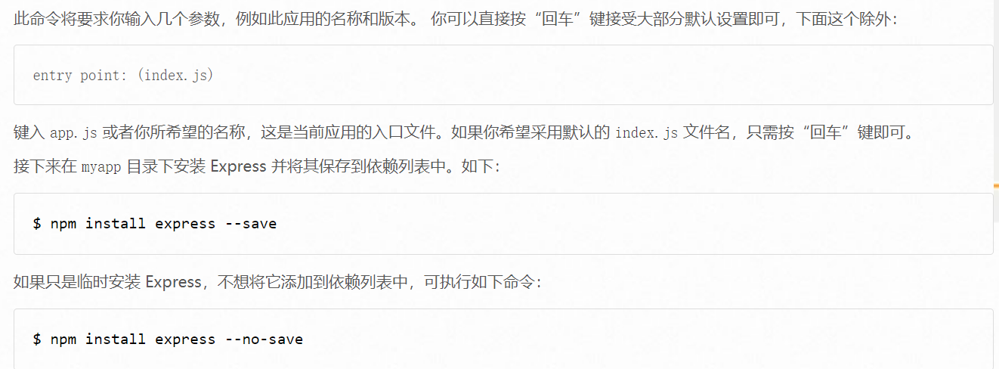 此命令将要求你输入几个参数，例如此应用的名称和版本。 你可以直接按“回车”键接受大部分默认设置即可，下面这个除外：
entry point: (index.js)
键入 app.js 或者你所希望的名称，这是当前应用的入口文件。如果你希望采用默认的 index.js 文件名，只需按“回车”键即可。
接下来在 myapp 目录下安装 Express 并将其保存到依赖列表中。如下：
$ npm install express --save
如果只是临时安装 Express，不想将它添加到依赖列表中，可执行如下命令：
$ npm install express --no-save